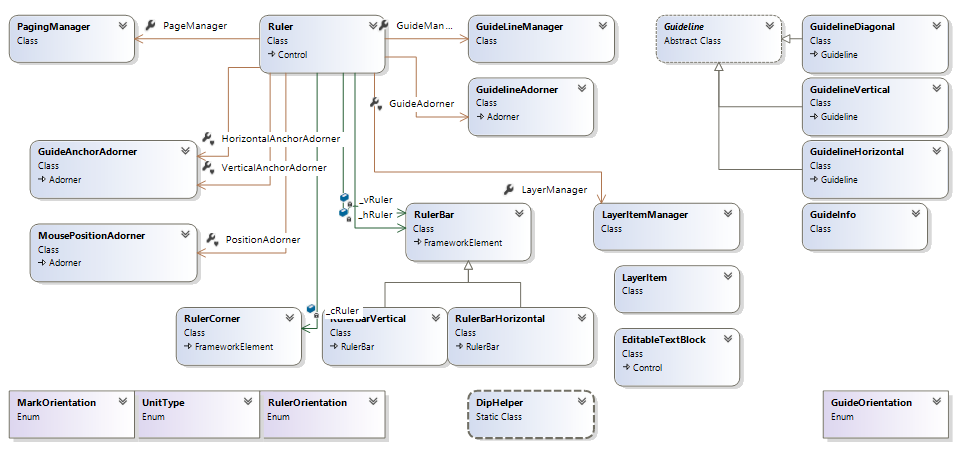 PagingManager
Class
PageManager
Ruler
Class
Control
GuideMan...
GuideLineManager
Class
Guideline
Abstract Class
GuidelineDiagonal
Class
Guideline
GuidelineAdorner
Class
Adorner
GuideAdorner
GuidelineVertical
Class
Guideline
HorizontalAnchorAdorner
GuideAnchorAdorner
Class
Adorner
VerticalAnchorAdorner
GuidelineHorizontal
Class
Guideline
LayerManager
_vRuler
_hRuler
RulerBar
Class
FrameworkElement
LayerItemManager
Class
GuideInfo
Class
MousePositionAdorner
Class
Adorner
PositionAdorner
LayerItem
Class
_cRuler
RulerCorner
Class
FrameworkElement
RulerBarVertical
Class
RulerBar
RulerBarHorizontal
Class
RulerBar
EditableTextBlock
Class
Control
MarkOrientation
Enum
UnitType
Enum
RulerOrientation
Enum
DipHelper
Static Class
GuideOrientation
Enum